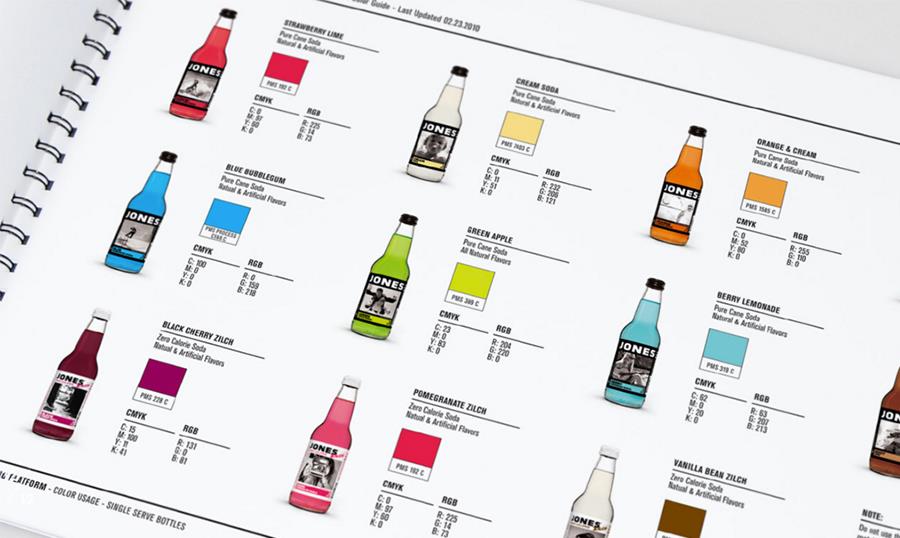 Color Guide - Last Updated 02.23.2010
STRAWBERRY LIME
Pure Cane Soda
Natural & Artificial Flavors
PMS 192 C
CMYK
C: 0
M: 97
Y: 60
K: 0
RGB
R: 225
G: 14
B: 73
JONES
CREAM SODA
Pure Cane Soda
Natural & Artificial Flavors
PMS 7403 C
CMYK
C: 0
M: 11
Y: 51
K: 0
RGB
R: 232
G: 206
B: 121
JONES
ORANGE & CREAM
Pure Cane Soda
Natural & Artificial Flavors
PMS 1585 C
CMYK
C: 0
M: 52
Y: 80
K: 0
RGB
R: 255
G: 110
B: 0
JONES
BLUE BUBBLEGUM
Pure Cane Soda
Natual & Artificial Flavors
PMS PROCESS
CMYK
C: 100
M: 0
Y: 0
K: 0
RGB
R: 0
G: 159
B: 218
JONES
GREEN APPLE
Pure Cane Soda
All Natural Flavors
PMS 389 C
CMYK
C: 23
M: 0
Y: 83
K: 0
RGB
R: 204
G: 220
B: 0
JONES
BERRY LEMONADE
Pure Cane Soda
Natural & Artificial Flavors
PMS 319 C
CMYK
C: 62
M: 0
Y: 20
K: 0
RGB
R: 63
G: 207
B: 213
JONES
BLACK CHERRY ZILCH
Zero Calorie Soda
Natual & Artificial Flavors
PMS 228 C
CMYK
C: 15
M: 100
Y: 11
K: 41
RGB
R: 131
G: 0
B: 81
JONES
POMEGRANATE ZILCH
Zero Calorie Soda
Natual & Artificial Flavors
PMS 192 C
CMYK
C: 0
M: 97
Y: 60
K: 0
RGB
R: 225
G: 14
B: 73
JONES
VANILLA BEAN ZILCH
Zero Calorie Soda
Natual & Artificial Flavors
JONES
NOTE:
Do not use
PLATFORM - COLOR USAGE - SINGLE SERVE BOTTLES